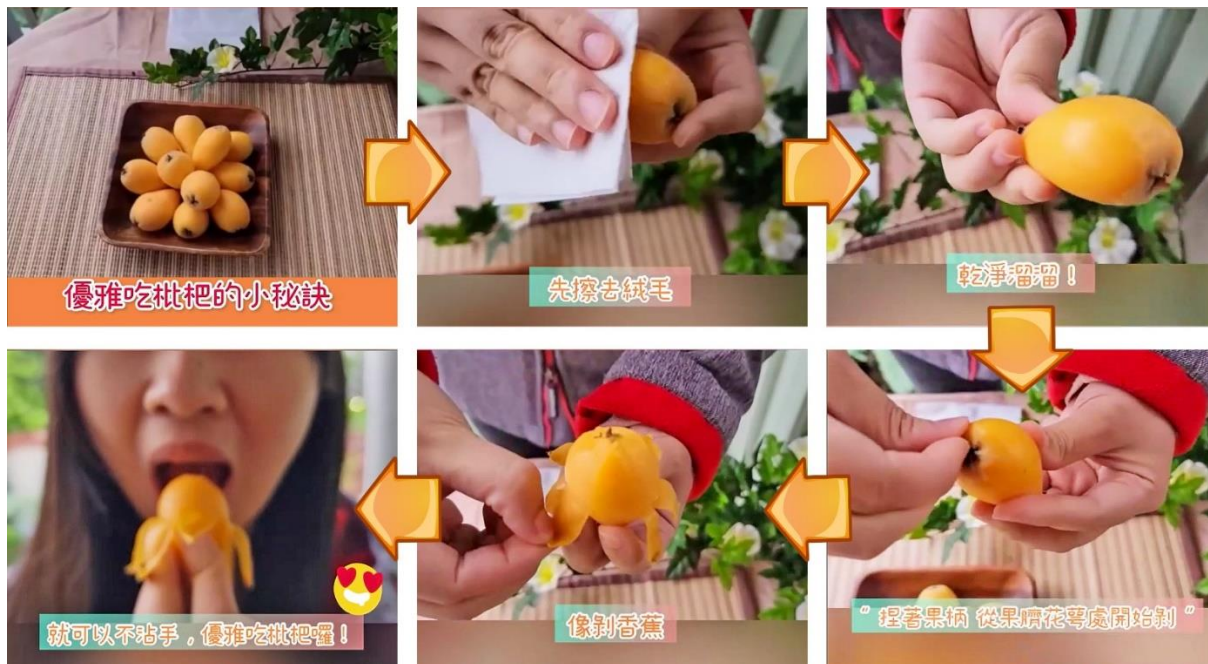 優雅吃枇杷的小秘訣
先擦去絨毛
乾淨溜溜！
“ 捏著果柄 從果臍花萼處開始剝 ”
像剝香蕉
就可以不沾手，優雅吃枇杷囉！